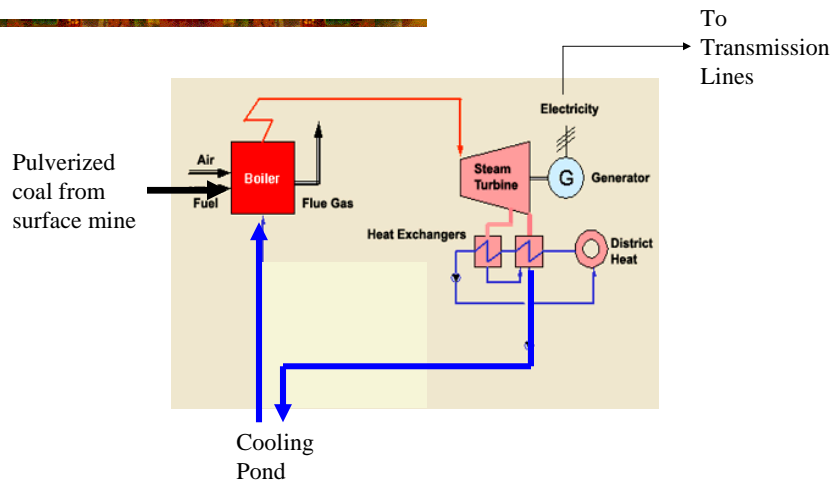 To
Transmission
Lines
Electricity
Pulverized
coal from
surface mine
Air
Fuel
Boiler
Flue Gas
Steam
Turbine
G
Generator
Heat Exchangers
District
Heat
Cooling
Pond